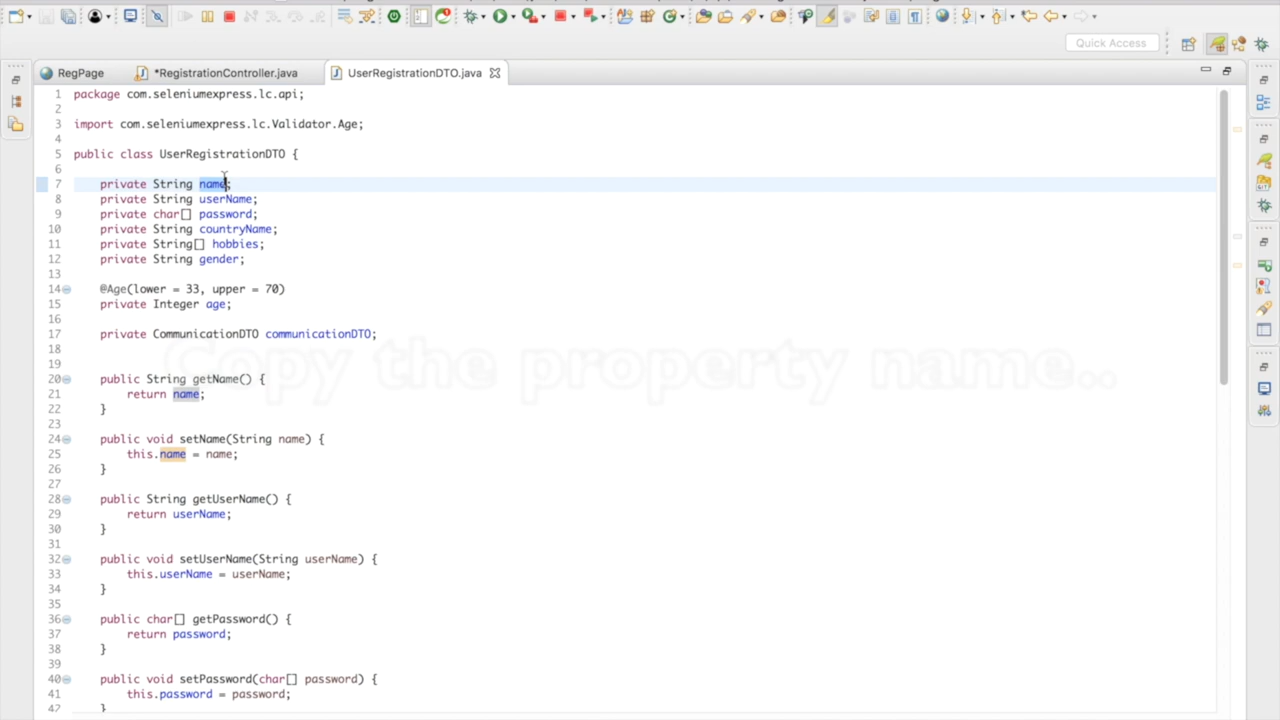 Quick Access
RegPage
*RegistrationController.java
UserRegistrationDTO.java
1 package com.seleniumexpress.lc.api;
2
3 import com.seleniumexpress.lc.Validator.Age;
4
5 public class UserRegistrationDTO {
6
7 private String name;
8 private String userName;
9 private char[] password;
10 private String countryName;
11 private String[] hobbies;
12 private String gender;
13
14 @Age(lower = 33, upper = 70)
15 private Integer age;
16
17 private CommunicationDTO communicationDTO;
18
Copy the property name..
19
20 public String getName() {
21 return name;
22 }
23
24 public void setName(String name) {
25 this.name = name;
26 }
27
28 public String getUserName() {
29 return userName;
30 }
31
32 public void setUserName(String userName) {
33 this.userName = userName;
34 }
35
36 public char[] getPassword() {
37 return password;
38 }
39
40 public void setPassword(char[] password) {
41 this.password = password;
42 }